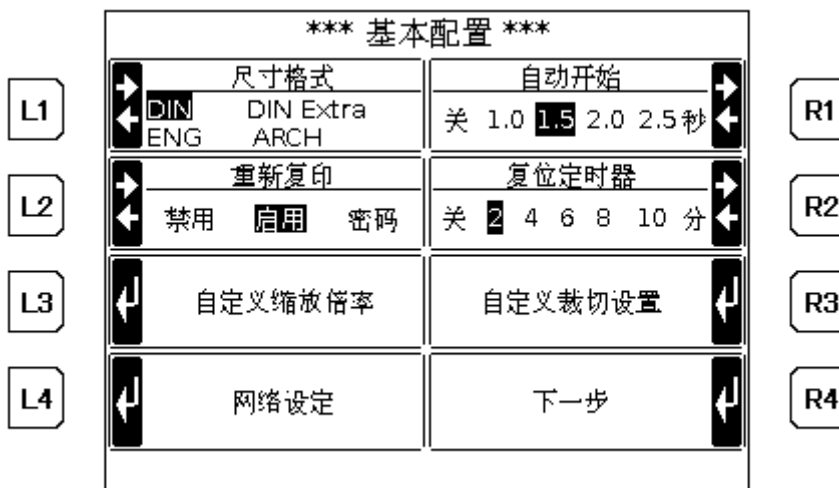 *** 基本配置 ***
L1
尺寸格式
DIN DIN Extra
ENG ARCH
自动开始
关 1.0 1.5 2.0 2.5秒
R1
L2
重新复印
禁用 启用 密码
复位定时器
关 2 4 6 8 10 分
R2
L3
自定义缩放倍率
自定义裁切设置
R3
L4
网络设定
下一步
R4